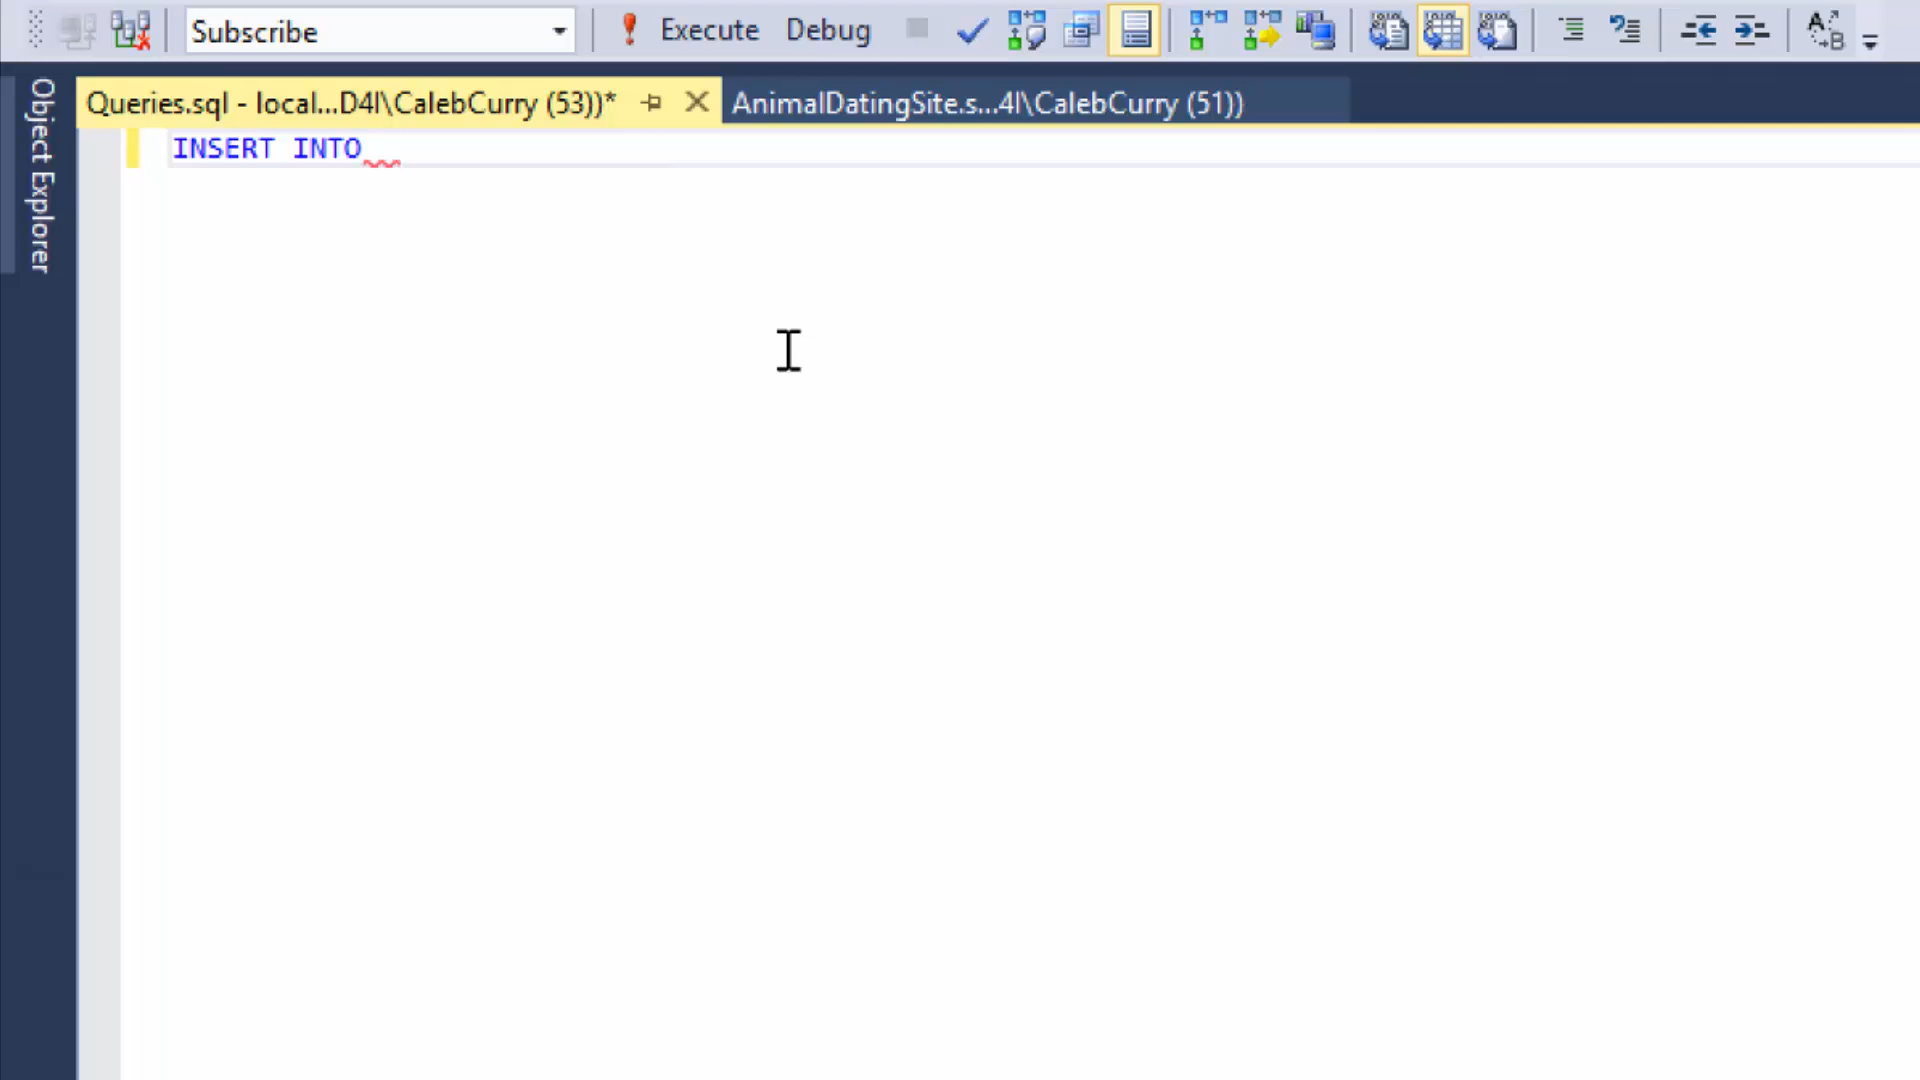 Subscribe Execute Debug
Queries.sql - local...D4I\CalebCurry (53))* AnimalDatingSite.s...4I\CalebCurry (51))
Object Explorer
INSERT INTO